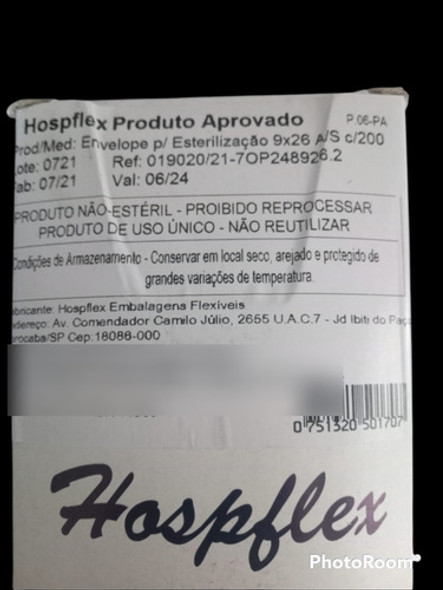 Hospflex Produto Aprovado P.06-PA
Prod/Med: Envelope p/ Esterilização 9x26 A/S c/200
Lote: 0721 Ref: 019020/21-7OP248926.2
Fab: 07/21 Val: 06/24
PRODUTO NÃO-ESTÉRIL - PROIBIDO REPROCESSAR
PRODUTO DE USO ÚNICO - NÃO REUTILIZAR
Condições de Armazenamento - Conservar em local seco, arejado e protegido de
grandes variações de temperatura.
abricante: Hospflex Embalagens Flexíveis
dereço: Av. Comendador Camilo Júlio, 2655 U.A.C.7 - Jd Ibiti do Paço
orocaba/SP Cep:18086-000
0 751320 501707
Hospflex
PhotoRoom